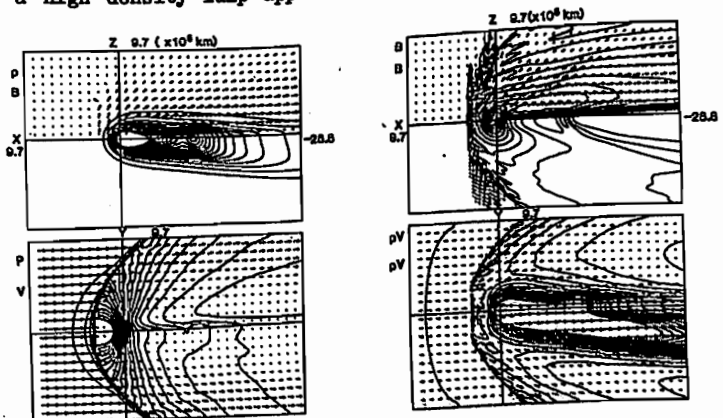 a high density lump app
Z 9.7 ( x10⁶ km)
ρ
B
X
9.7
-28.8
Z 9.7(x10⁶ km)
B
B
X
9.7
-28.8
Y 9.7
P
V
9.7
ρV
ρV